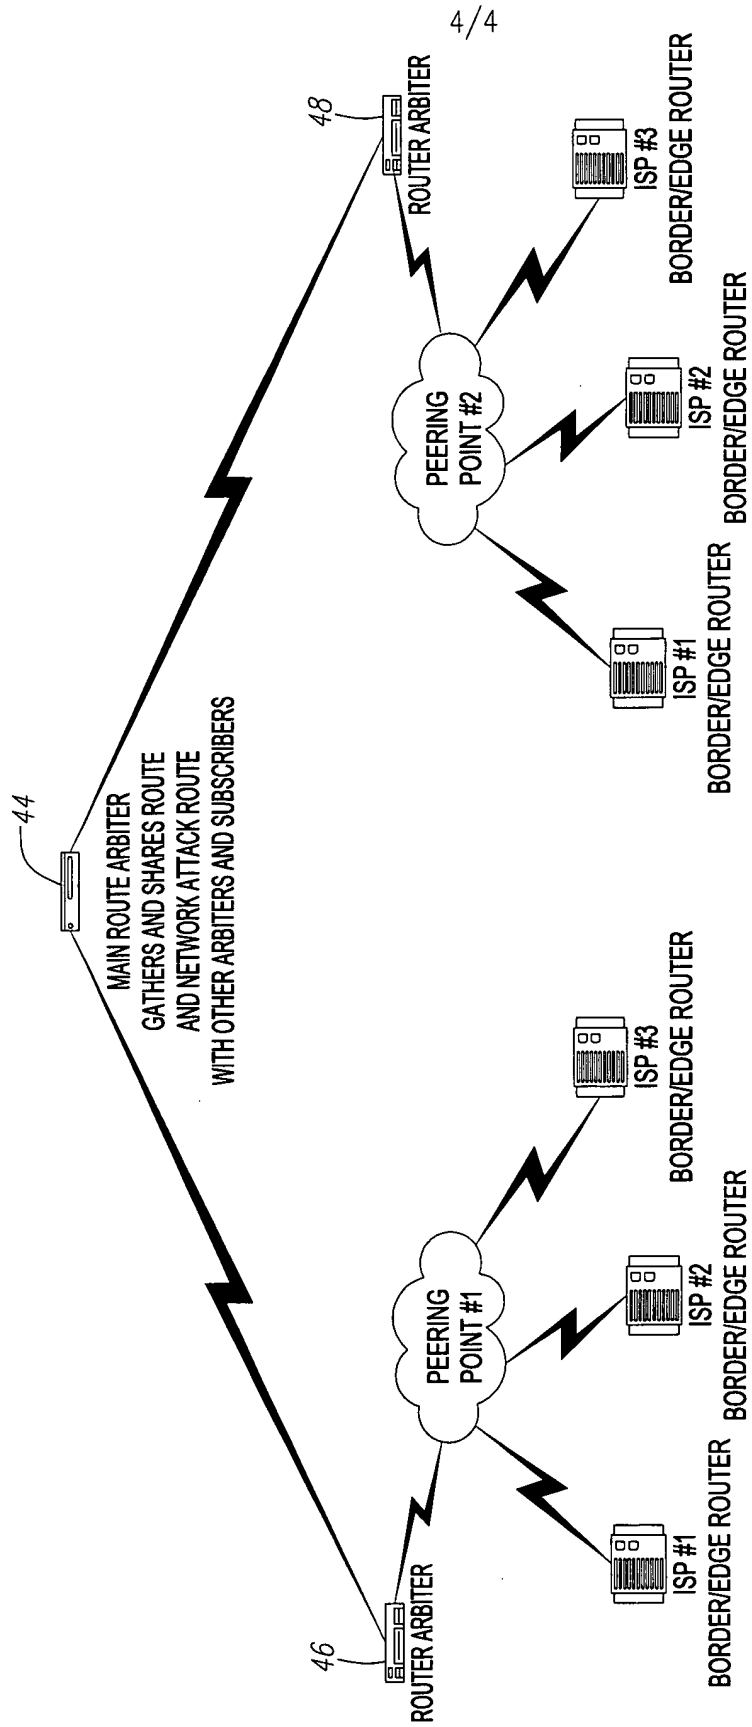 4/4
44
MAIN ROUTE ARBITER
GATHERS AND SHARES ROUTE
AND NETWORK ATTACK ROUTE
WITH OTHER ARBITERS AND SUBSCRIBERS
46
ROUTER ARBITER
PEERING
POINT #1
ISP #1
BORDER/EDGE ROUTER
ISP #2
BORDER/EDGE ROUTER
ISP #3
BORDER/EDGE ROUTER
48
ROUTER ARBITER
PEERING
POINT #2
ISP #1
BORDER/EDGE ROUTER
ISP #2
BORDER/EDGE ROUTER
ISP #3
BORDER/EDGE ROUTER